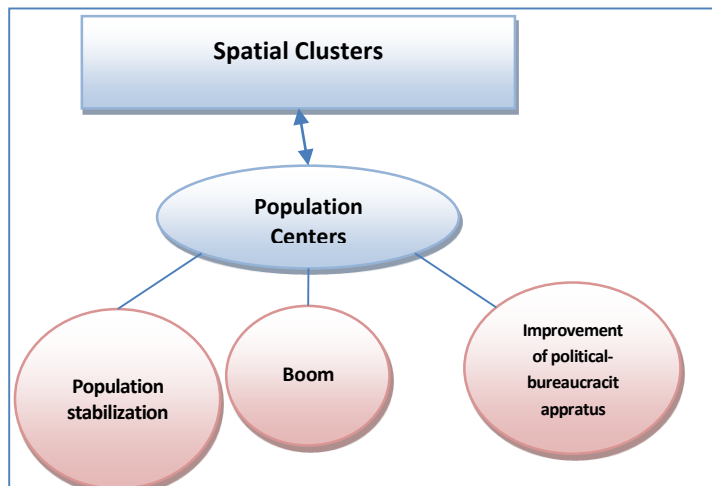 Spatial Clusters
Population
Centers
Population
stabilization
Boom
Improvement
of political-
bureaucracit
appratus